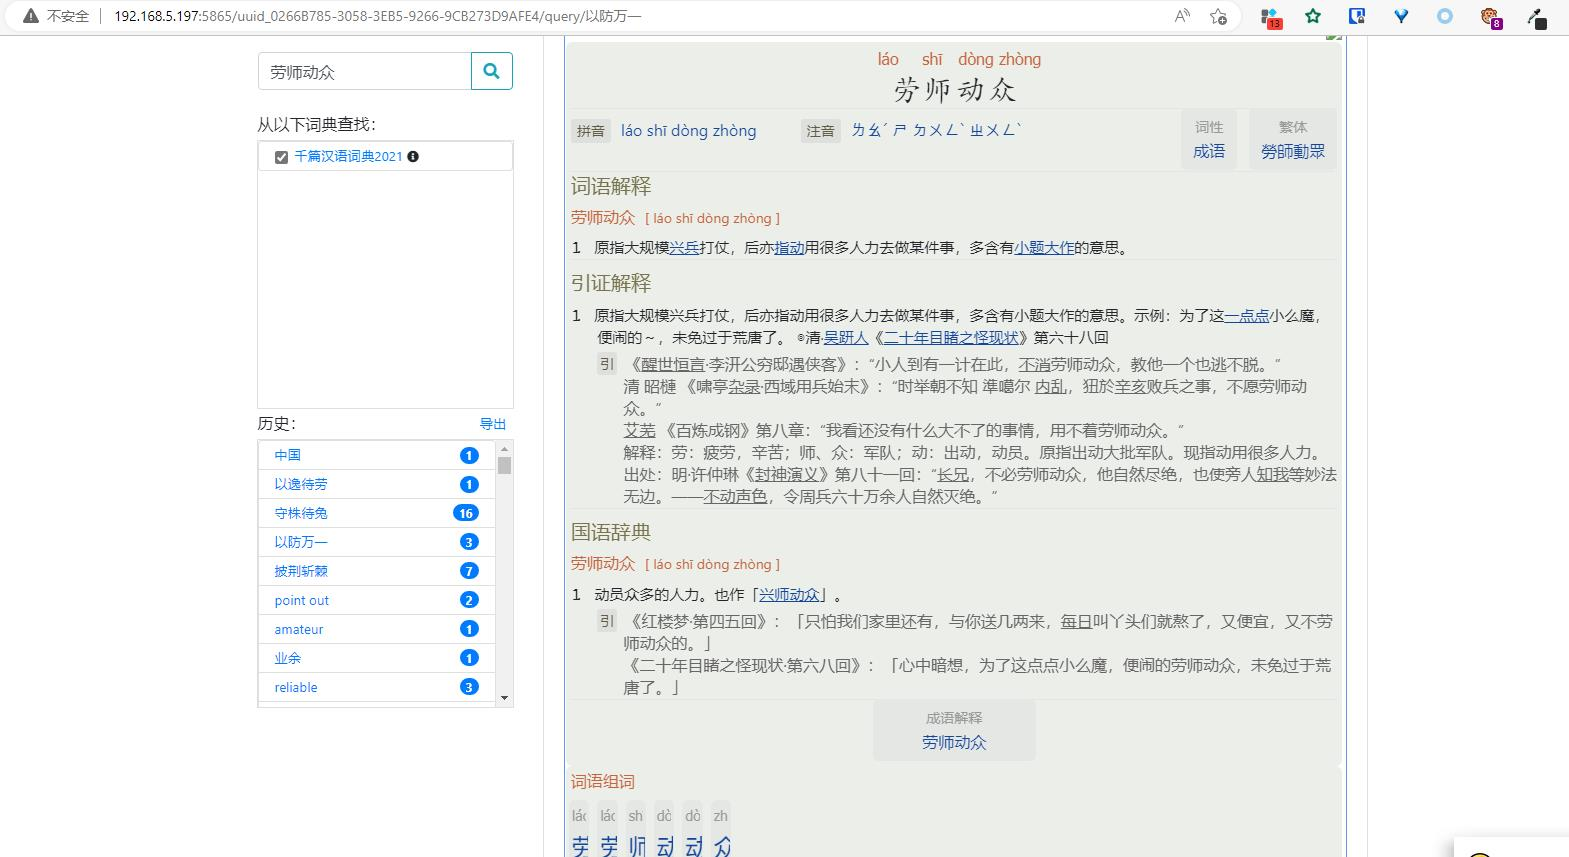 不安全
192.168.5.197:5865/uuid_0266B785-3058-3EB5-9266-9CB273D9AFE4/query/以防万一
13
8
劳师动众
从以下词典查找：
千篇汉语词典2021
历史：
导出
中国 1
以逸待劳 1
守株待兔 16
以防万一 3
披荆斩棘 7
point out 2
amateur 1
业余 1
reliable 3
láo shī dòng zhòng
劳师动众
拼音 láo shī dòng zhòng 注音 ㄌㄠˊ ㄕ ㄉㄨㄥˋ ㄓㄨㄥˋ
词性
成语
繁体
勞師動眾
词语解释
劳师动众 [ láo shī dòng zhòng ]
1 原指大规模兴兵打仗，后亦指动用很多人力去做某件事，多含有小题大作的意思。
引证解释
1 原指大规模兴兵打仗，后亦指动用很多人力去做某件事，多含有小题大作的意思。示例：为了这一点点小么魔，
便闹的～，未免过于荒唐了。 ◎清·吴趼人《二十年目睹之怪现状》第六十八回
引 《醒世恒言·李汧公穷邸遇侠客》：“小人到有一计在此，不消劳师动众，教他一个也逃不脱。”
清 昭槤 《啸亭杂录·西域用兵始末》：“时举朝不知 準噶尔 内乱，狃於辛亥败兵之事，不愿劳师动
众。”
艾芜 《百炼成钢》第八章：“我看还没有什么大不了的事情，用不着劳师动众。”
解释：劳：疲劳，辛苦；师、众：军队；动：出动，动员。原指出动大批军队。现指动用很多人力。
出处：明·许仲琳《封神演义》第八十一回：“长兄，不必劳师动众，他自然尽绝，也使旁人知我等妙法
无边。——不动声色，令周兵六十万余人自然灭绝。”
国语辞典
劳师动众 [ láo shī dòng zhòng ]
1 动员众多的人力。也作「兴师动众」。
引 《红楼梦·第四五回》：「只怕我们家里还有，与你送几两来，每日叫丫头们就熬了，又便宜，又不劳
师动众的。」
《二十年目睹之怪现状·第六八回》：「心中暗想，为了这点点小么魔，便闹的劳师动众，未免过于荒
唐了。」
成语解释
劳师动众
词语组词
sh
zh
劳 劳 师 动 动 众